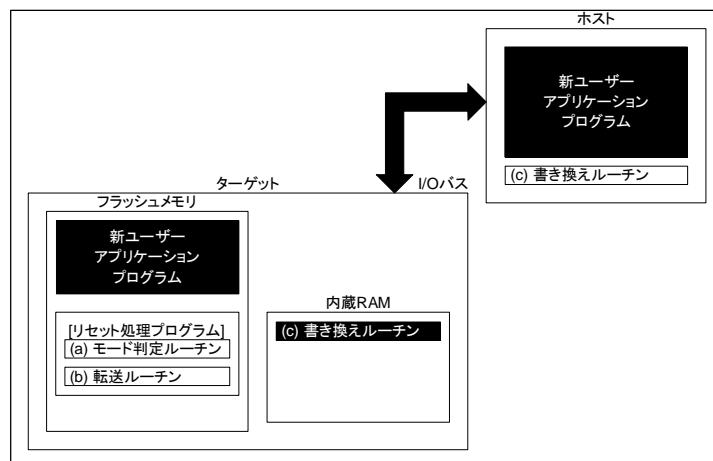 ホスト
新ユーザー
アプリケーション
プログラム
(c) 書き換えルーチン
ターゲット
I/Oバス
フラッシュメモリ
新ユーザー
アプリケーション
プログラム
[リセット処理プログラム]
(a) モード判定ルーチン
(b) 転送ルーチン
内蔵RAM
(c) 書き換えルーチン